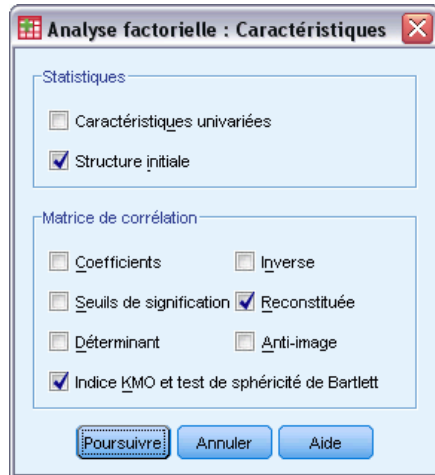 Analyse factorielle : Caractéristiques
Statistiques
Caractéristiques univariées
Structure initiale
Matrice de corrélation
Coefficients Inverse
Seuils de signification Reconstituée
Déterminant Anti-image
Indice KMO et test de sphéricité de Bartlett
Poursuivre Annuler Aide